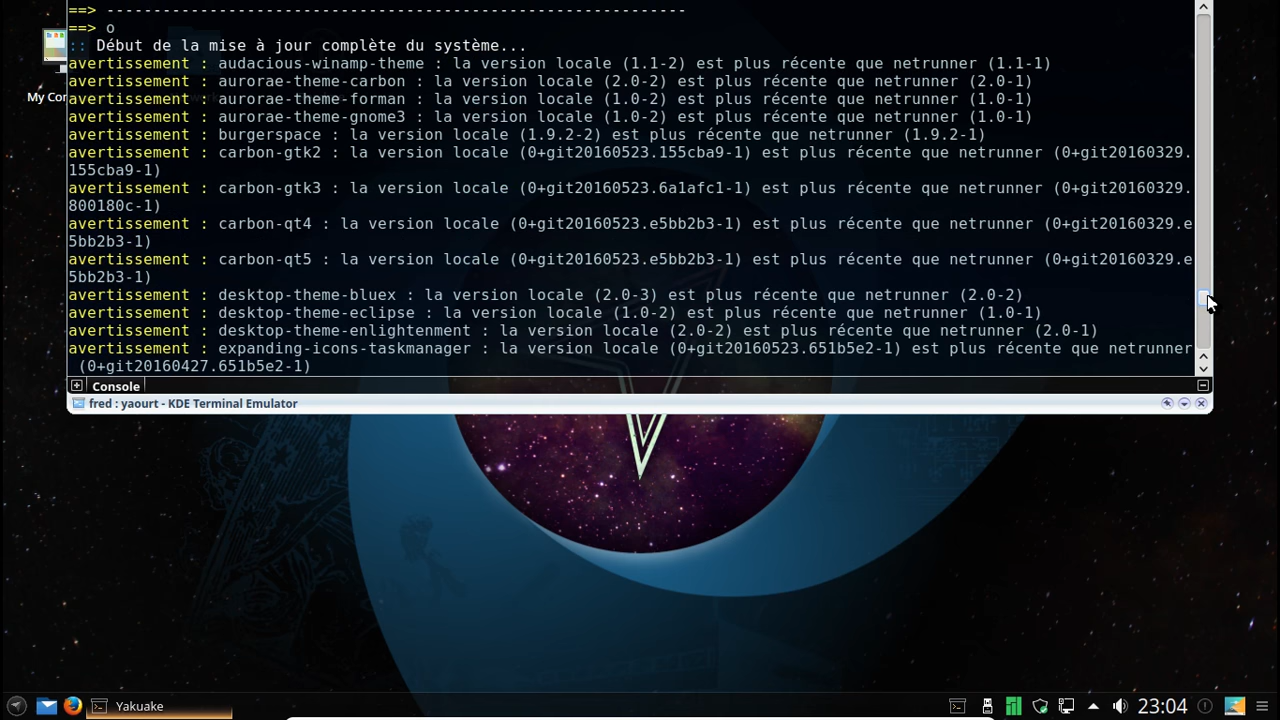 ==> --------------------------------------------------------------
==> o
:: Début de la mise à jour complète du système...
avertissement : audacious-winamp-theme : la version locale (1.1-2) est plus récente que netrunner (1.1-1)
avertissement : aurorae-theme-carbon : la version locale (2.0-2) est plus récente que netrunner (2.0-1)
avertissement : aurorae-theme-forman : la version locale (1.0-2) est plus récente que netrunner (1.0-1)
avertissement : aurorae-theme-gnome3 : la version locale (1.0-2) est plus récente que netrunner (1.0-1)
avertissement : burgerspace : la version locale (1.9.2-2) est plus récente que netrunner (1.9.2-1)
avertissement : carbon-gtk2 : la version locale (0+git20160523.155cba9-1) est plus récente que netrunner (0+git20160329.
155cba9-1)
avertissement : carbon-gtk3 : la version locale (0+git20160523.6a1afc1-1) est plus récente que netrunner (0+git20160329.
800180c-1)
avertissement : carbon-qt4 : la version locale (0+git20160523.e5bb2b3-1) est plus récente que netrunner (0+git20160329.e
5bb2b3-1)
avertissement : carbon-qt5 : la version locale (0+git20160523.e5bb2b3-1) est plus récente que netrunner (0+git20160329.e
5bb2b3-1)
avertissement : desktop-theme-bluex : la version locale (2.0-3) est plus récente que netrunner (2.0-2)
avertissement : desktop-theme-eclipse : la version locale (1.0-2) est plus récente que netrunner (1.0-1)
avertissement : desktop-theme-enlightenment : la version locale (2.0-2) est plus récente que netrunner (2.0-1)
avertissement : expanding-icons-taskmanager : la version locale (0+git20160523.651b5e2-1) est plus récente que netrunner
(0+git20160427.651b5e2-1)
My Co
Console
fred : yaourt - KDE Terminal Emulator
Yakuake
23:04